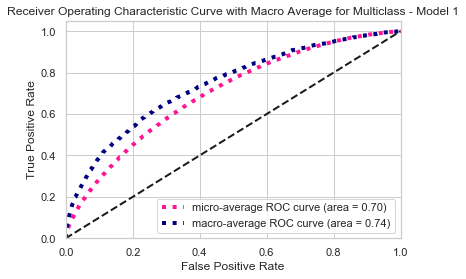 Receiver Operating Characteristic Curve with Macro Average for Multiclass - Model 1
True Positive Rate
1.0
0.8
0.6
0.4
0.2
0.0
micro-average ROC curve (area = 0.70)
macro-average ROC curve (area = 0.74)
0.0 0.2 0.4 0.6 0.8 1.0
False Positive Rate